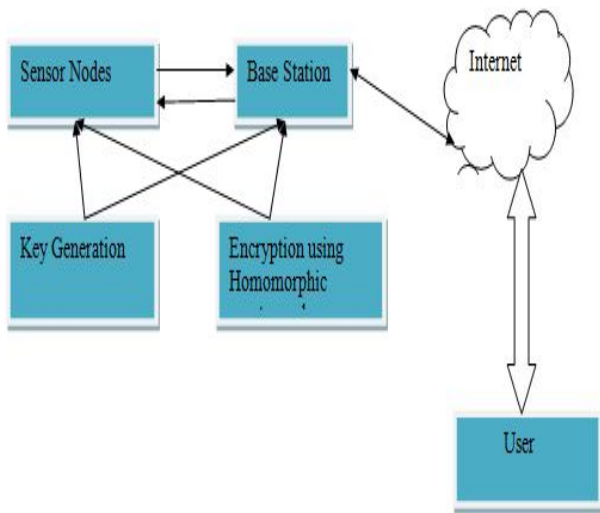 Sensor Nodes
Base Station
Internet
Key Generation
Encryption using
Homomorphic
User